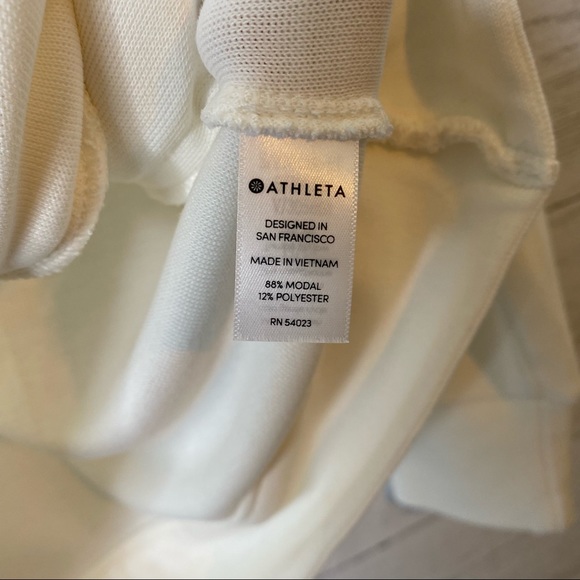 ATHLETA
DESIGNED IN
SAN FRANCISCO
MADE IN VIETNAM
88% MODAL
12% POLYESTER
RN 54023